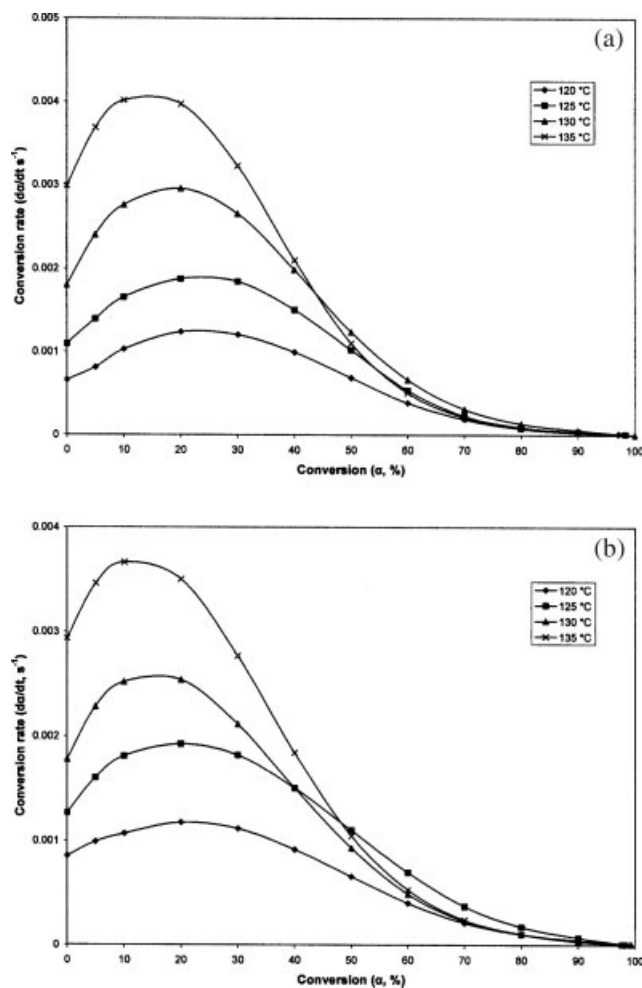 (a)
0.005
0.004
0.003
0.002
0.001
0
Conversion rate (dα/dt s⁻¹)
120 °C
125 °C
130 °C
135 °C
0 10 20 30 40 50 60 70 80 90 100
Conversion (α, %)
(b)
0.004
0.003
0.002
0.001
0
Conversion rate (dα/dt, s⁻¹)
120 °C
125 °C
130 °C
135 °C
0 10 20 30 40 50 60 70 80 90 100
Conversion (α, %)